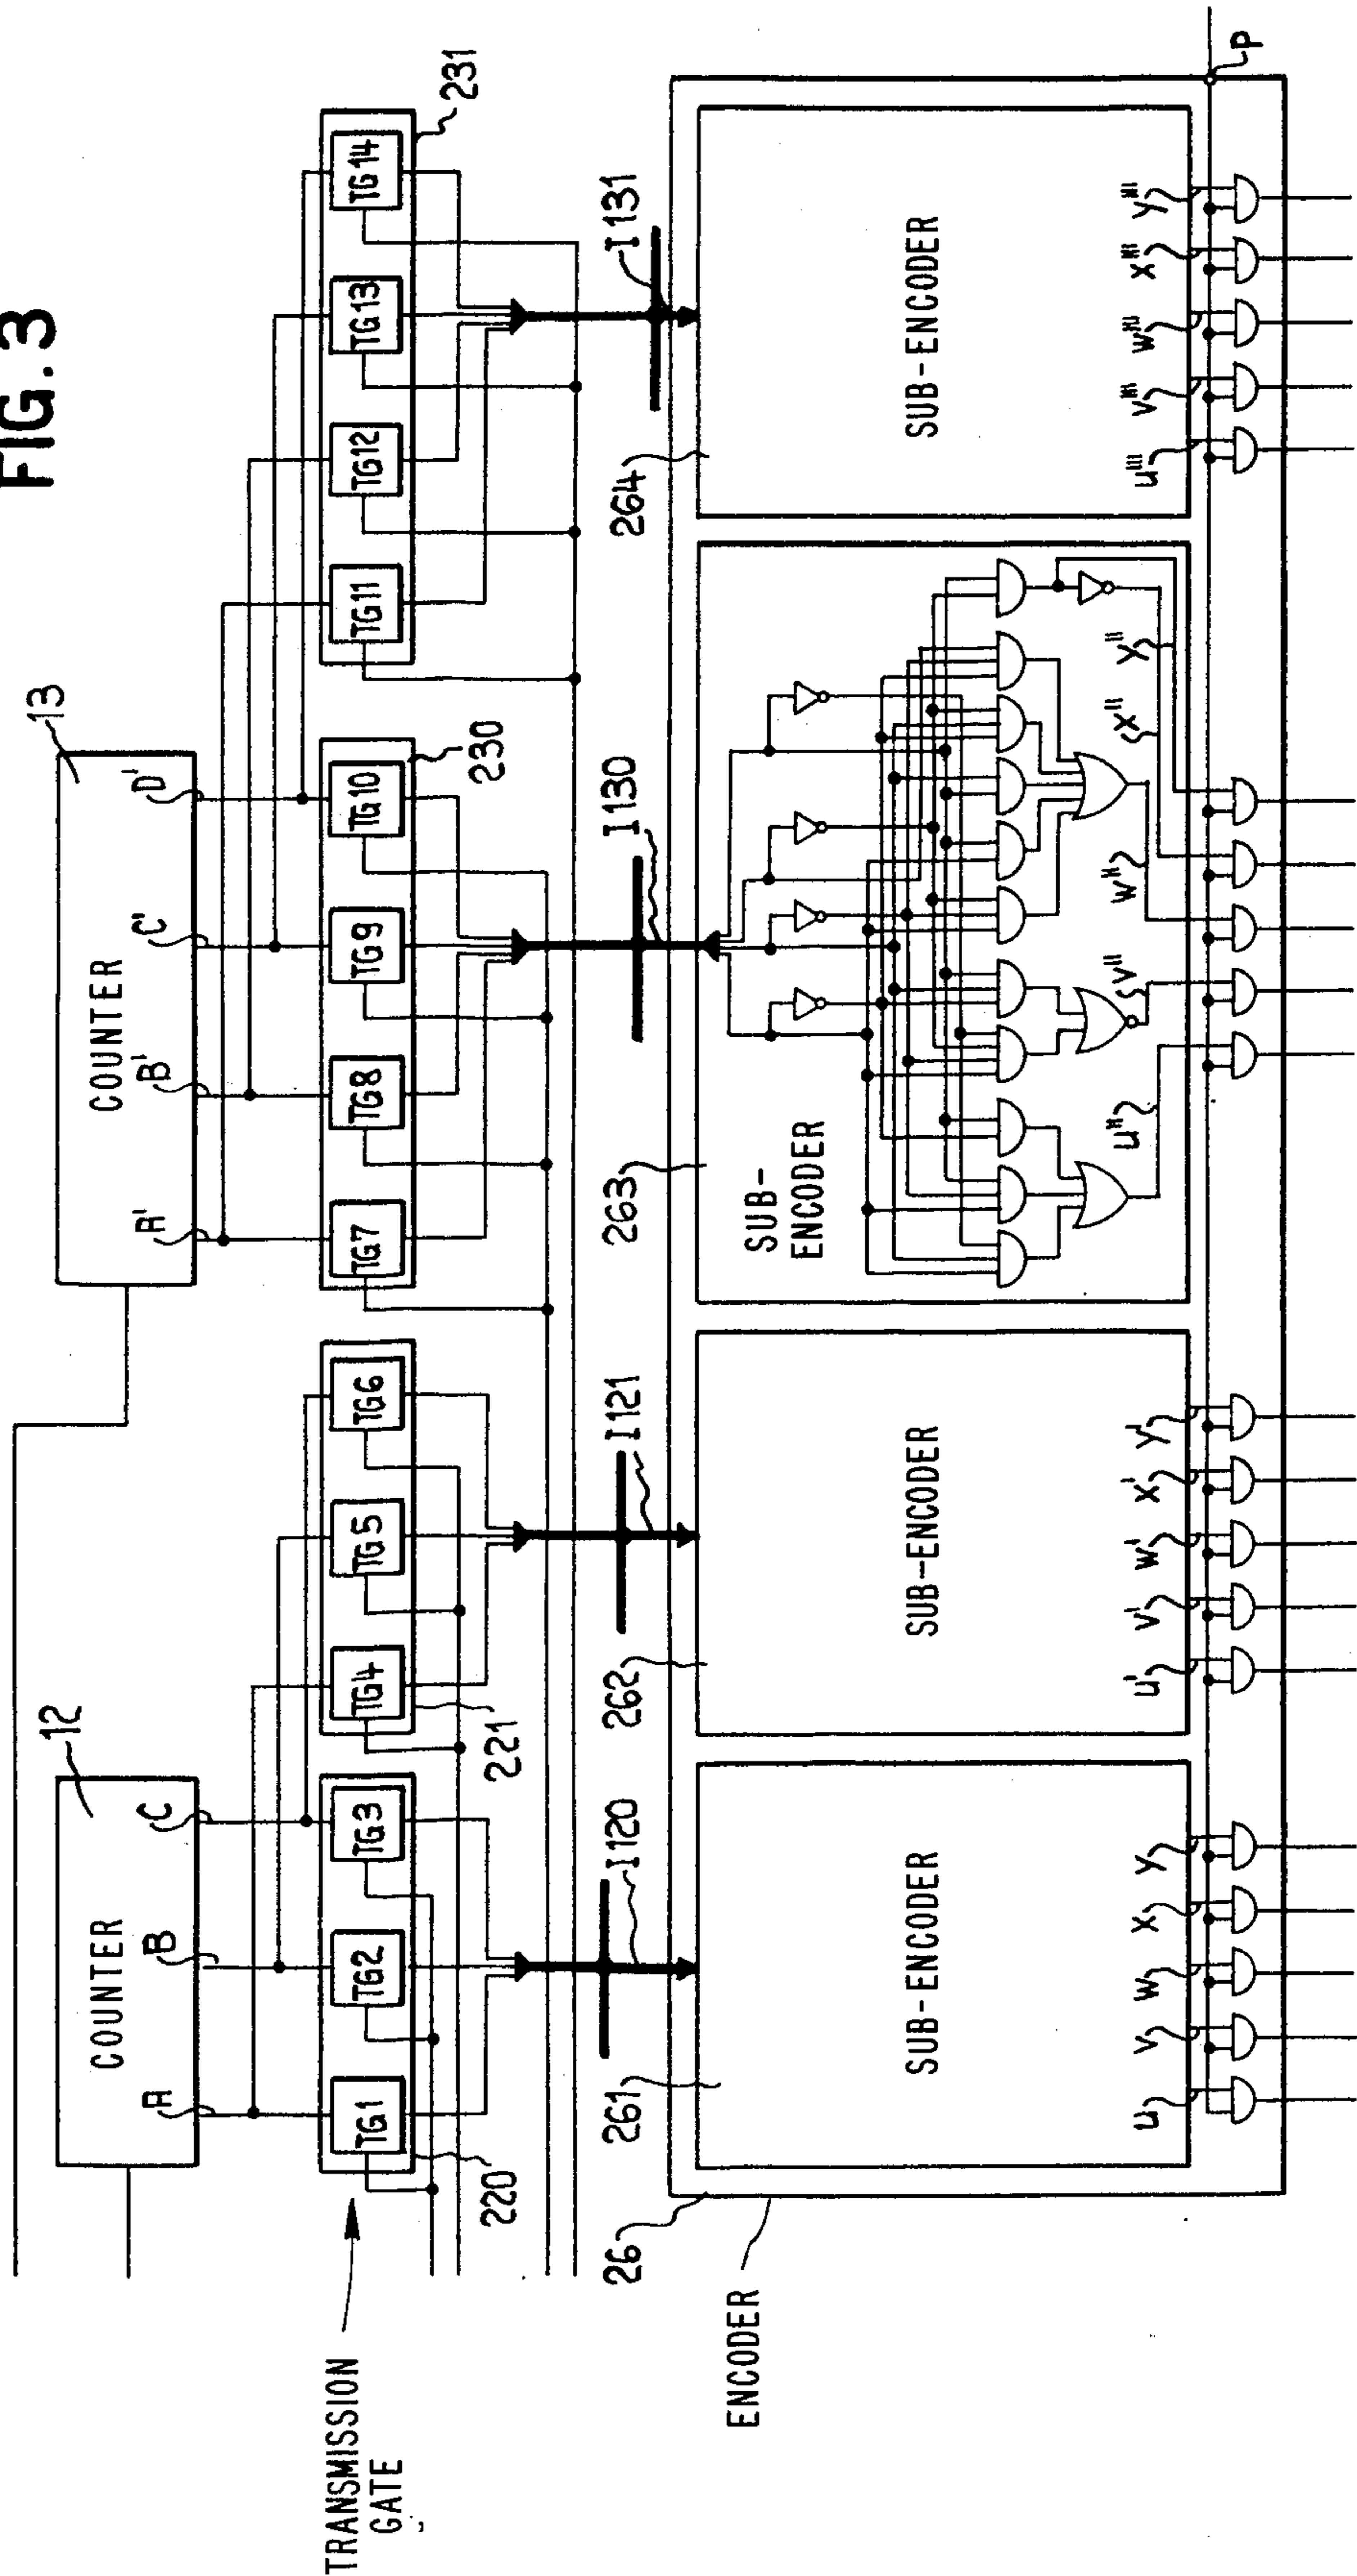 FIG. 3
13
COUNTER
A' B' C' D'
12
COUNTER
A B C
TRANSMISSION
GATE
TG1 TG2 TG3
TG4 TG5 TG6
TG7 TG8 TG9 TG10
TG11 TG12 TG13 TG14
220
221
230
231
I120
I121
I130
I131
26
ENCODER
261
SUB-ENCODER
u v w x y
262
SUB-ENCODER
u' v' w' x' y'
263
SUB-
ENCODER
u" v" w" x" y"
264
SUB-ENCODER
u''' v''' w''' x''' y'''
P